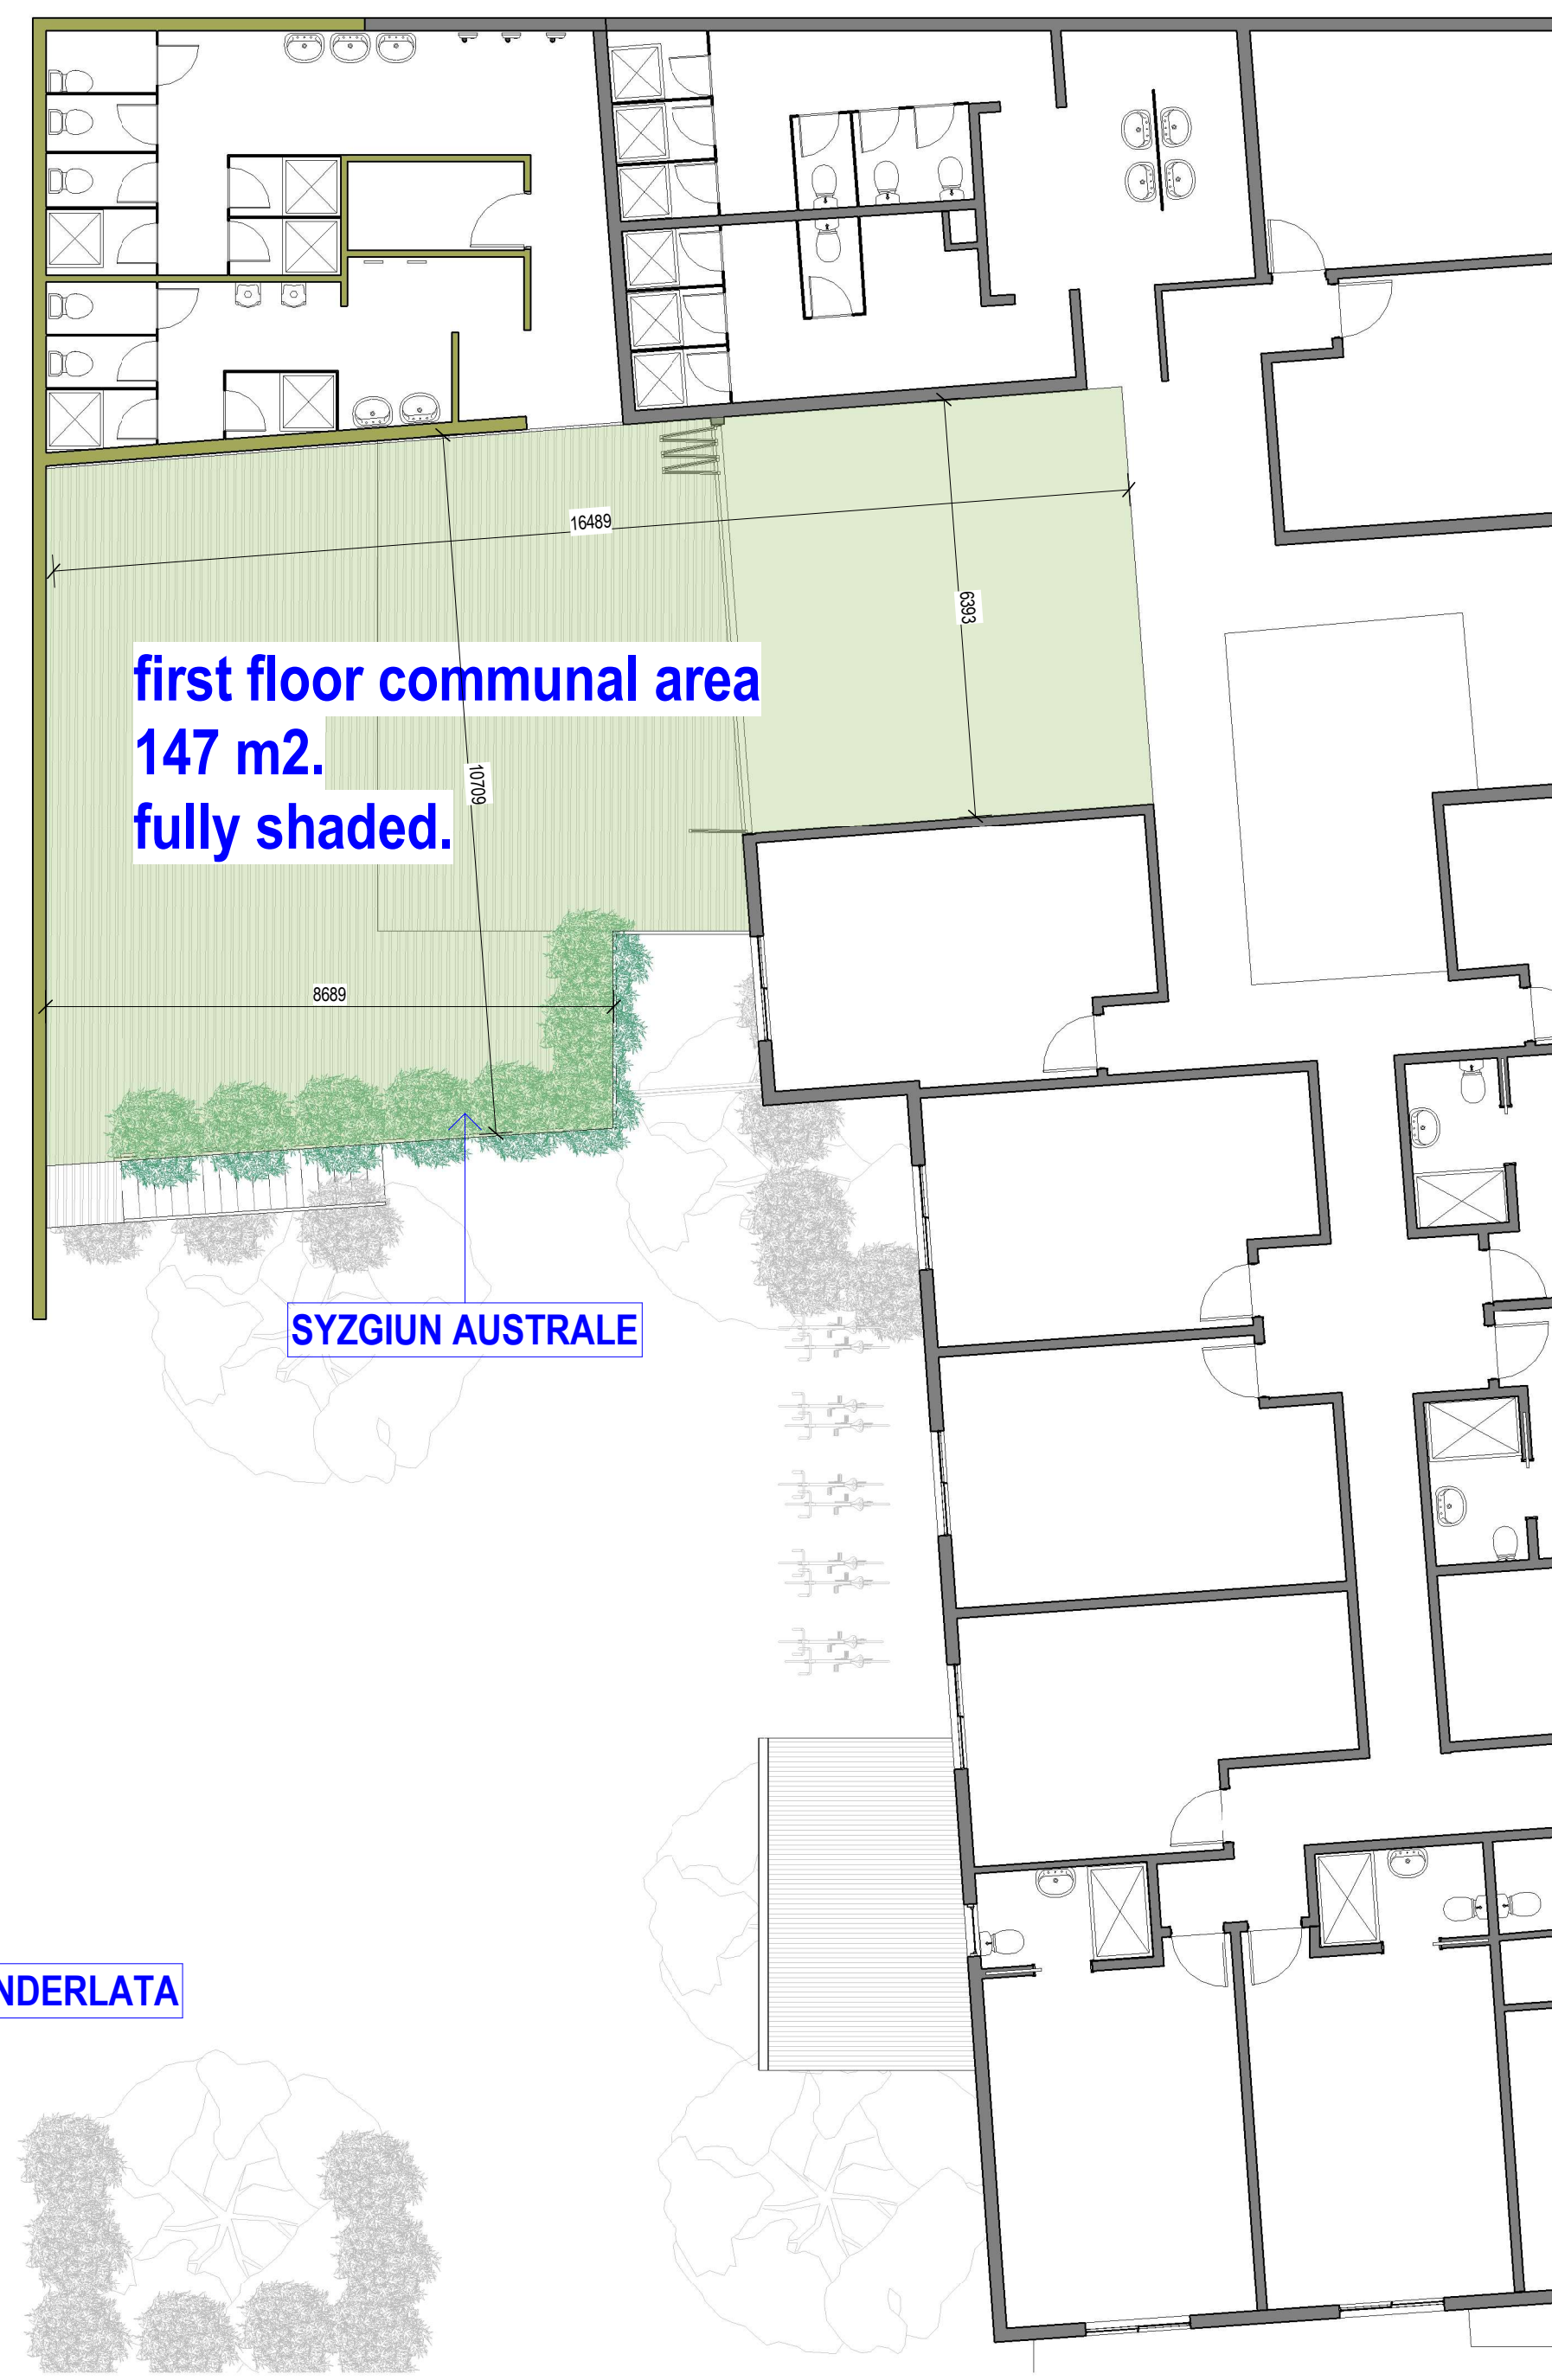 16489
6393
first floor communal area
147 m2.
10709
fully shaded.
8689
SYZGIUN AUSTRALE
NDERLATA